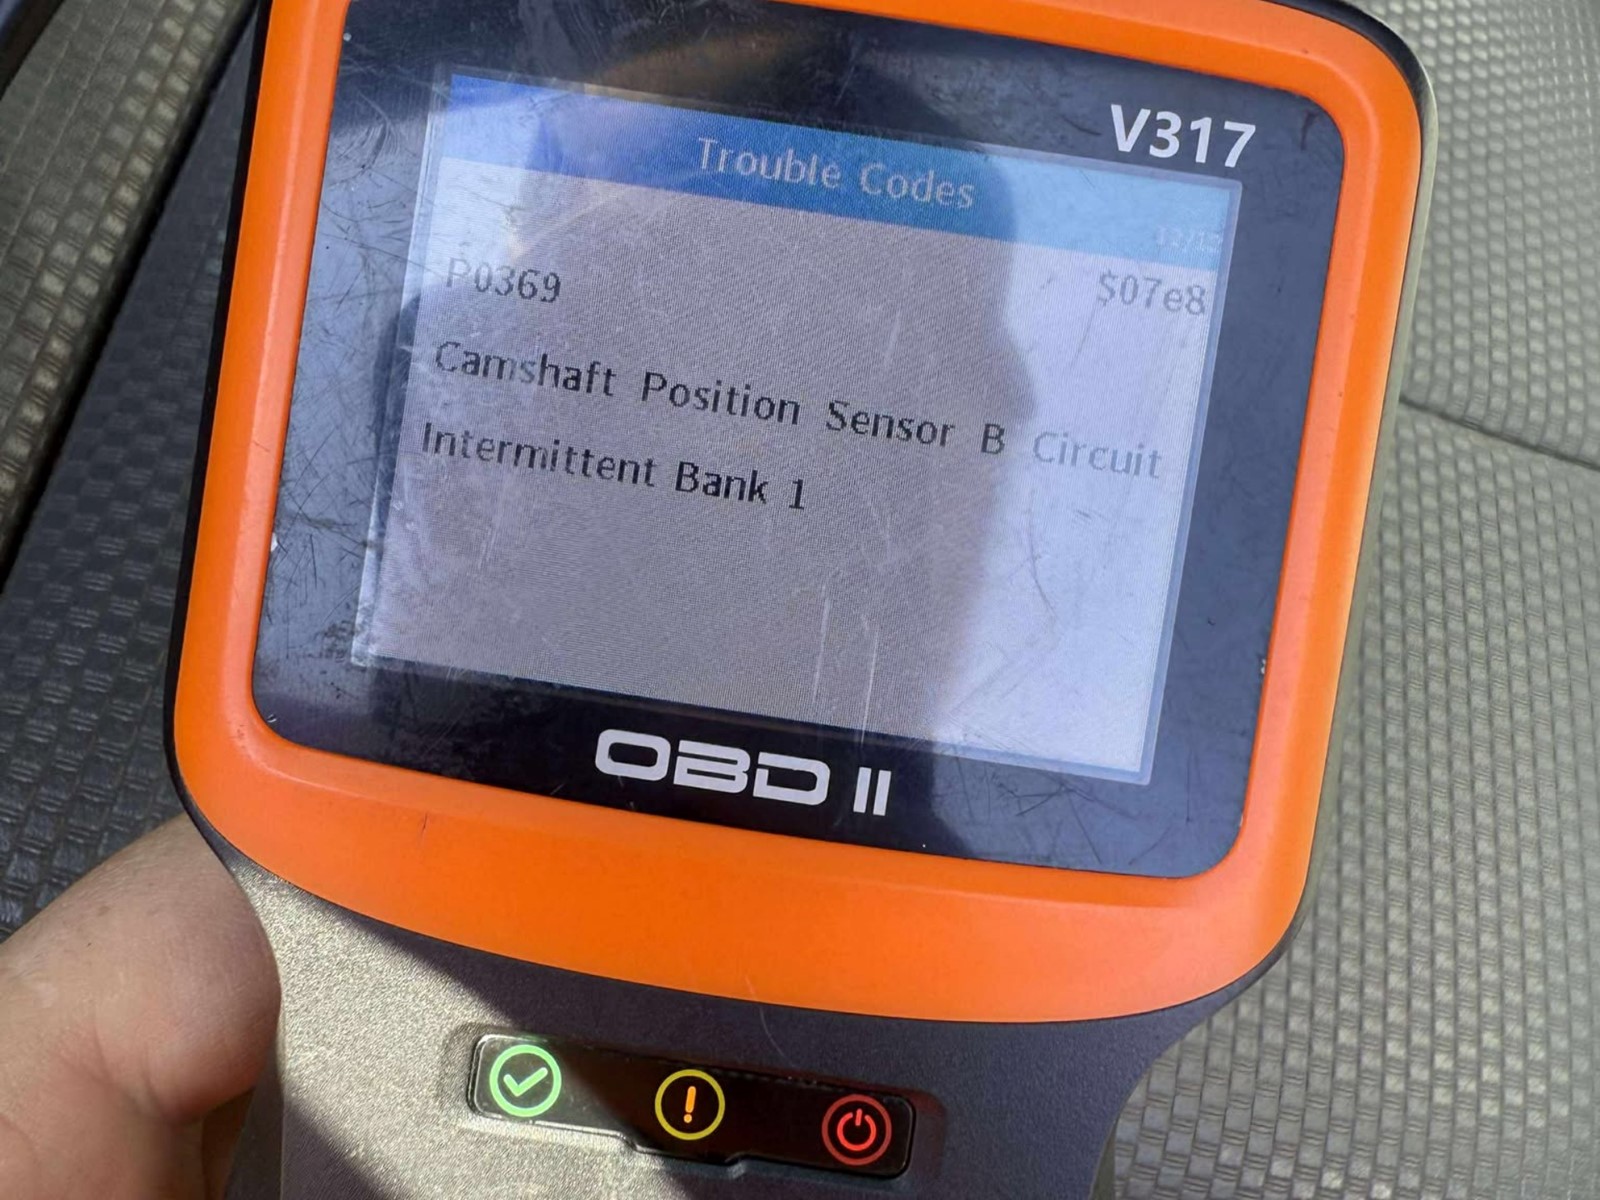 V317
Trouble Codes
P0369 $07e8
Camshaft Position Sensor B Circuit
Intermittent Bank 1
OBD II